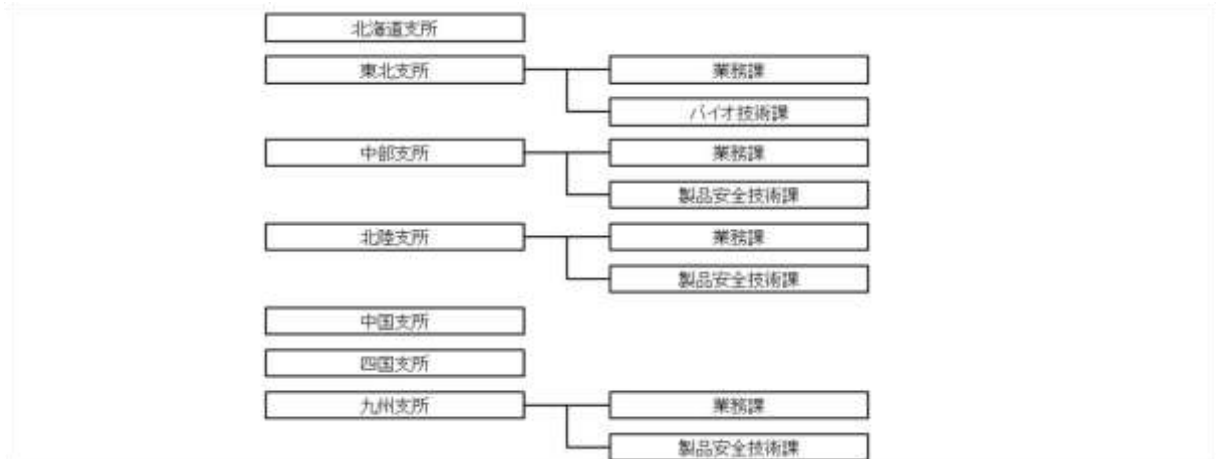 北海道支所
東北支所 業務課
バイオ技術課
中部支所 業務課
製品安全技術課
北陸支所 業務課
製品安全技術課
中国支所
四国支所
九州支所 業務課
製品安全技術課